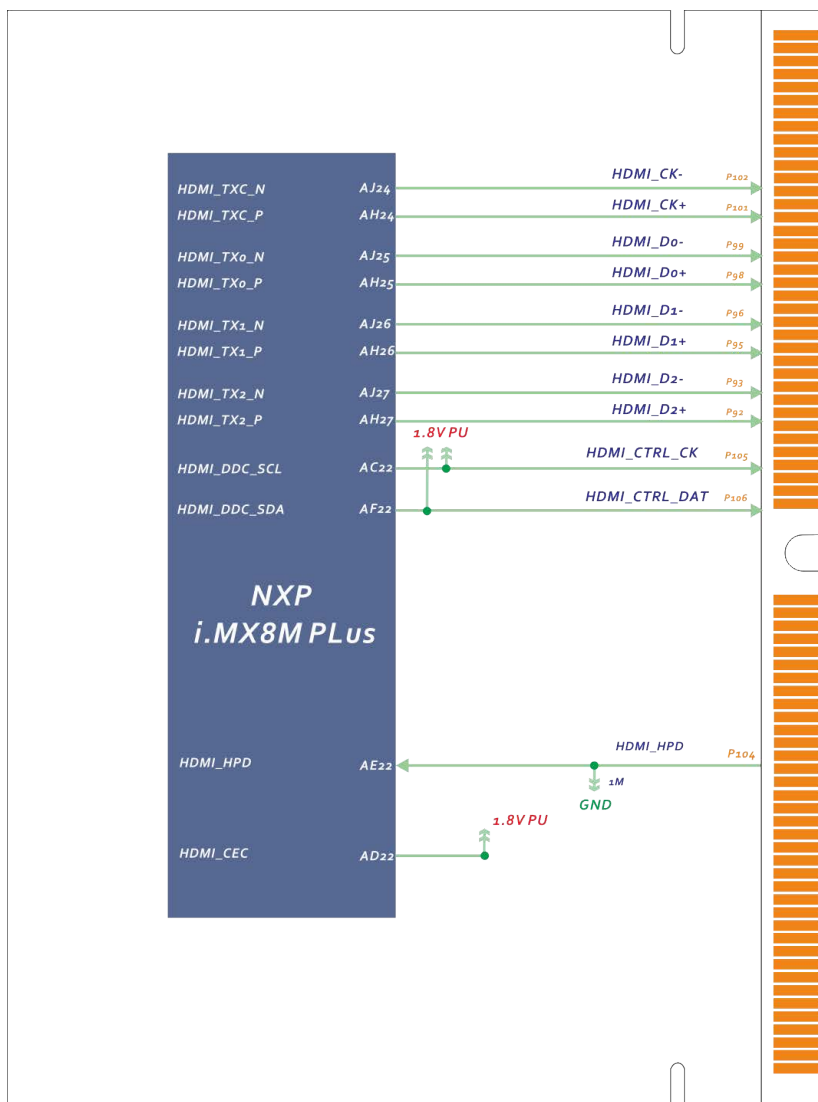 HDMI_TXC_N AJ24 HDMI_CK- P102
HDMI_TXC_P AH24 HDMI_CK+ P101
HDMI_TX0_N AJ25 HDMI_D0- P99
HDMI_TX0_P AH25 HDMI_D0+ P98
HDMI_TX1_N AJ26 HDMI_D1- P96
HDMI_TX1_P AH26 HDMI_D1+ P95
HDMI_TX2_N AJ27 HDMI_D2- P93
HDMI_TX2_P AH27 HDMI_D2+ P92
1.8V PU
HDMI_DDC_SCL AC22 HDMI_CTRL_CK P105
HDMI_DDC_SDA AF22 HDMI_CTRL_DAT P106
NXP
i.MX8M PLus
HDMI_HPD AE22 HDMI_HPD P104
1M
GND
1.8V PU
HDMI_CEC AD22